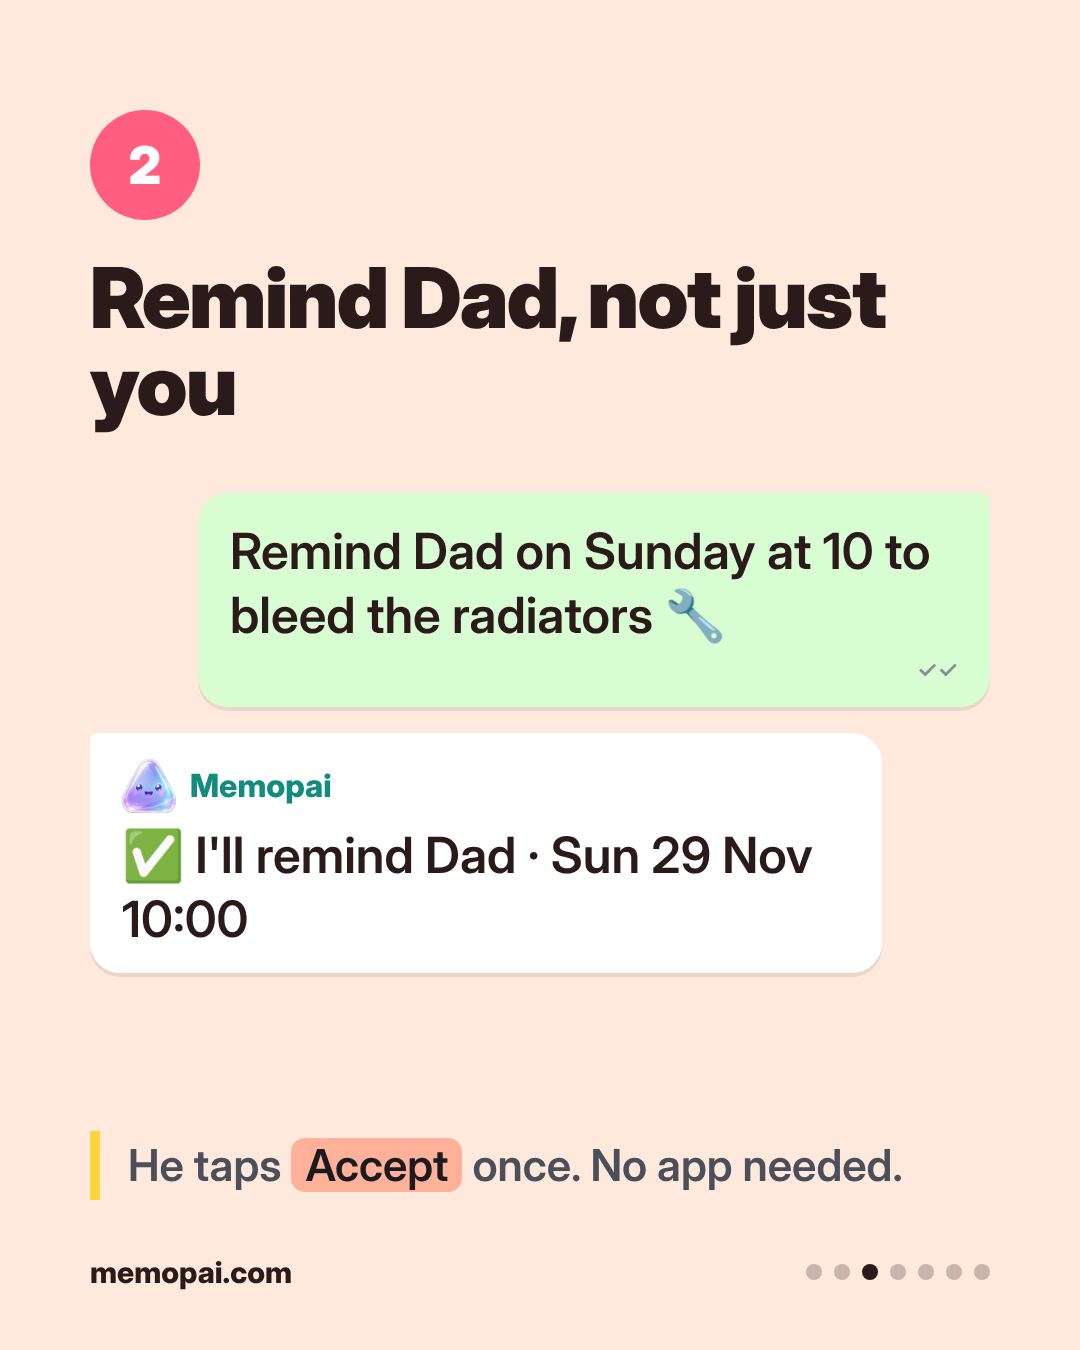 2
Remind Dad, not just
you
Remind Dad on Sunday at 10 to
bleed the radiators 🔧
Memopai
✅ I'll remind Dad · Sun 29 Nov
10:00
He taps Accept once. No app needed.
memopai.com